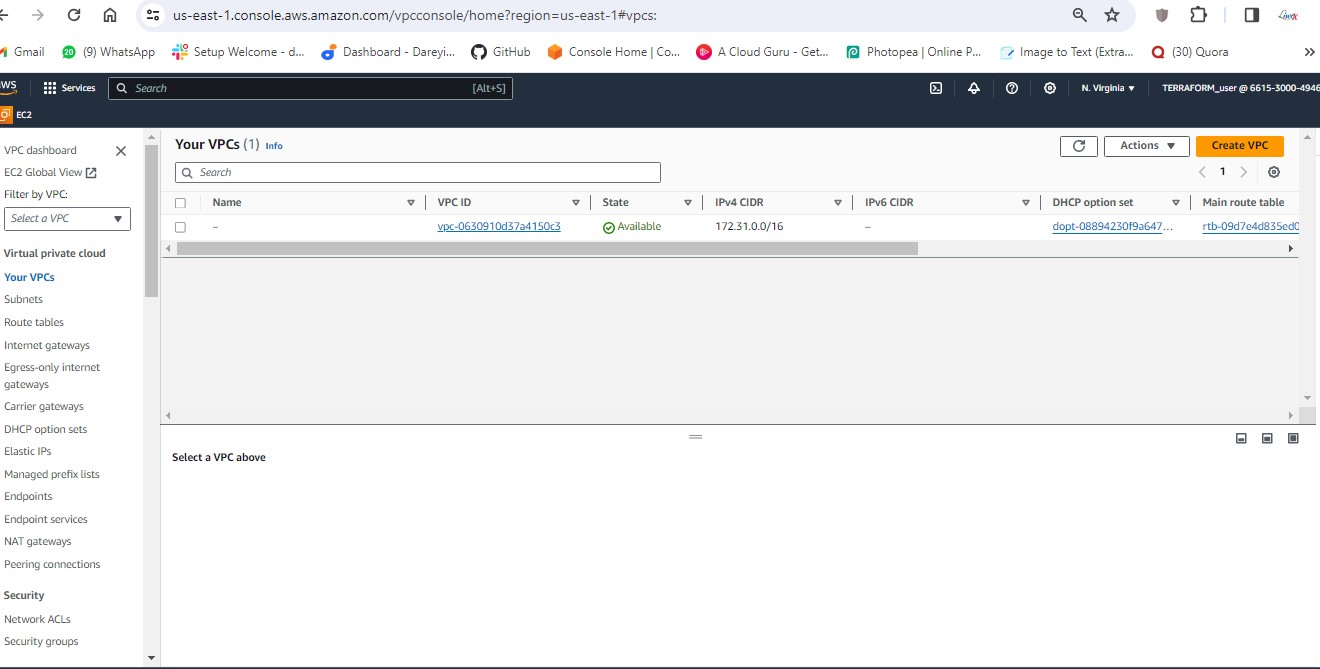 us-east-1.console.aws.amazon.com/vpcconsole/home?region=us-east-1#vpcs:
Gmail
20 (9) WhatsApp
Setup Welcome - d...
Dashboard - Dareyi...
GitHub
Console Home | Co...
A Cloud Guru - Get...
Photopea | Online P...
Image to Text (Extra...
(30) Quora
Services
Search
[Alt+S]
N. Virginia
TERRAFORM_user @ 6615-3000-4946
EC2
VPC dashboard
EC2 Global View
Filter by VPC:
Select a VPC
Virtual private cloud
Your VPCs
Subnets
Route tables
Internet gateways
Egress-only internet
gateways
Carrier gateways
DHCP option sets
Elastic IPs
Managed prefix lists
Endpoints
Endpoint services
NAT gateways
Peering connections
Security
Network ACLs
Security groups
Your VPCs (1) Info
Actions
Create VPC
Search
1
Name
VPC ID
State
IPv4 CIDR
IPv6 CIDR
DHCP option set
Main route table
–
vpc-0630910d37a4150c3
Available
172.31.0.0/16
–
dopt-08894230f9a647...
rtb-09d7e4d835ed0
Select a VPC above